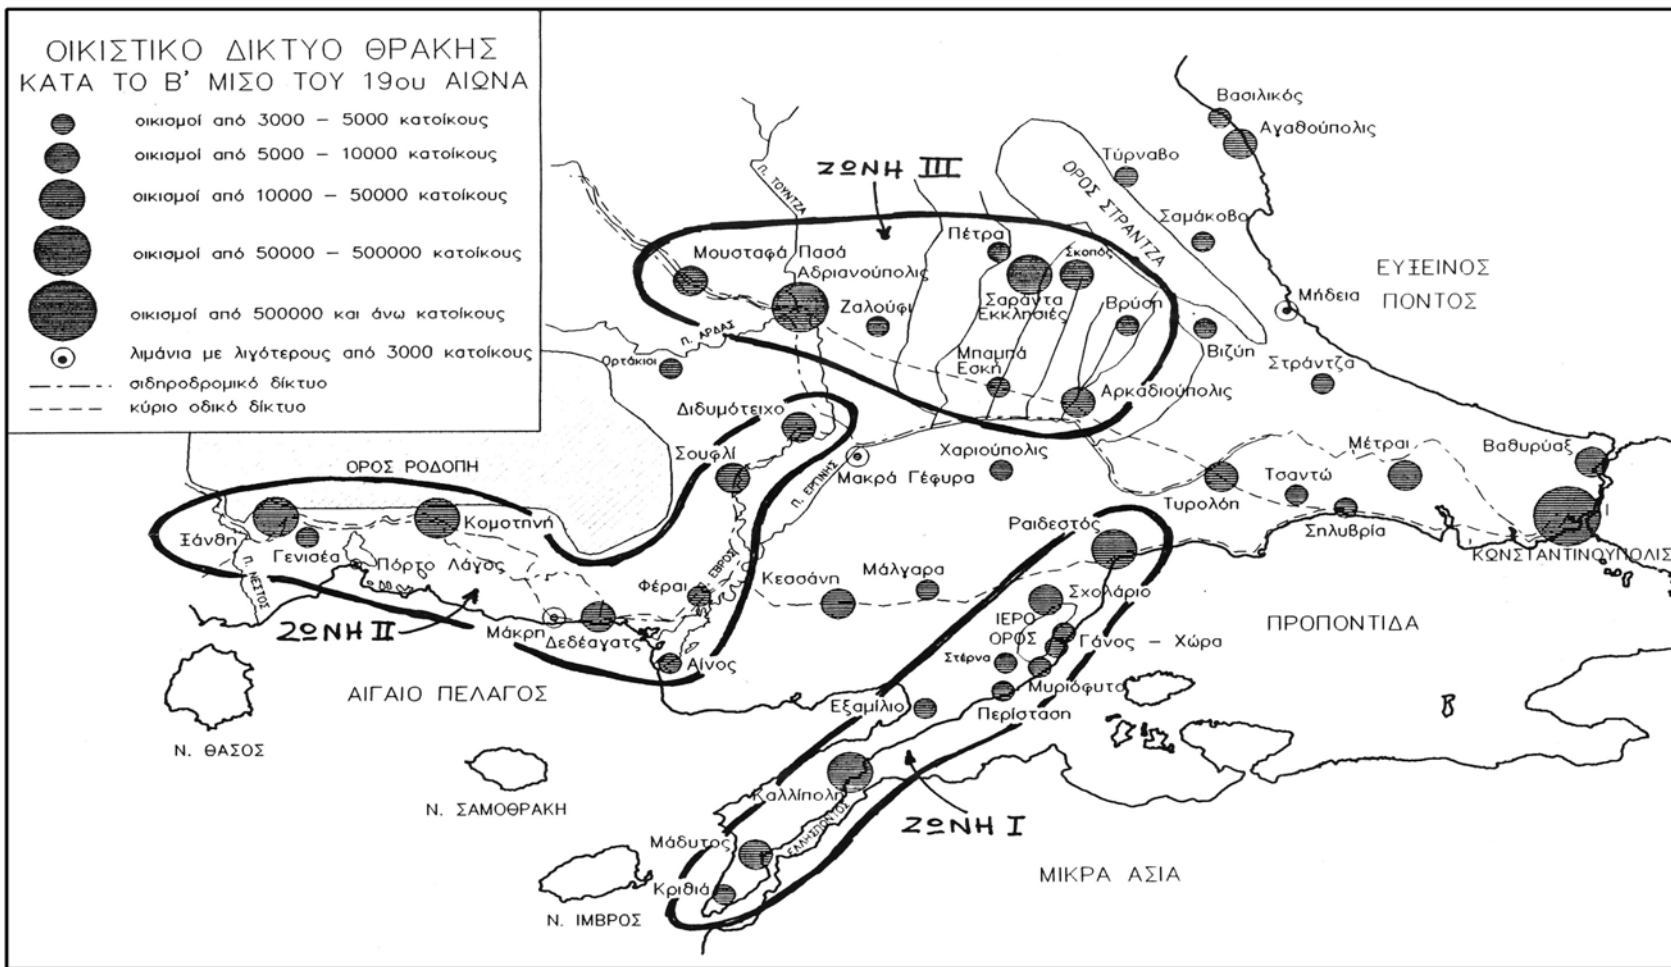 ΟΙΚΙΣΤΙΚΟ ΔΙΚΤΥΟ ΘΡΑΚΗΣ
ΚΑΤΑ ΤΟ Β' ΜΙΣΟ ΤΟΥ 19ου ΑΙΩΝΑ
οικισμοί από 3000 – 5000 κατοίκους
οικισμοί από 5000 – 10000 κατοίκους
οικισμοί από 10000 – 50000 κατοίκους
οικισμοί από 50000 – 500000 κατοίκους
οικισμοί από 500000 και άνω κατοίκους
λιμάνια με λιγότερους από 3000 κατοίκους
σιδηροδρομικό δίκτυο
κύριο οδικό δίκτυο
Βασιλικός
Αγαθούπολις
Τύρναβο
ΖΩΝΗ III
Π. ΤΟΥΝΤΖΑ
ΟΡΟΣ ΣΤΡΑΝΤΖΑ
Σαμάκοβο
Πέτρα
Σκοπός
Μουσταφά Πασά
Αδριανούπολις
ΕΥΞΕΙΝΟΣ
ΠΟΝΤΟΣ
Μήδεια
Ζαλούφι
Σαράντα
Εκκλησιές
Βρύση
Π. ΑΡΔΑΣ
Βιζύη
Ορτάκιοι
Μπαμπά
Εσκή
Στράντζα
Αρκαδιούπολις
Διδυμότειχο
Σουφλί
Μέτραι
Βαθυρύαξ
Χαριούπολις
ΟΡΟΣ ΡΟΔΟΠΗ
Μακρά Γέφυρα
Π. ΕΡΓΙΝΗΣ
Τσαντώ
Τυρολόη
Σηλυβρία
Ραιδεστός
Κομοτηνή
Ξάνθη
Γενισέα
Πόρτο Λάγος
Π. ΝΕΣΤΟΣ
ΚΩΝΣΤΑΝΤΙΝΟΥΠΟΛΙΣ
Π. ΕΒΡΟΣ
Φέραι
Κεσσάνη
Μάλγαρα
Σχολάριο
ΙΕΡΟ
ΟΡΟΣ
ΠΡΟΠΟΝΤΙΔΑ
ΖΩΝΗ II
Μάκρη
Δεδέαγατς
Γάνος – Χώρα
Στέρνα
Αίνος
Μυριόφυτο
ΑΙΓΑΙΟ ΠΕΛΑΓΟΣ
Εξαμίλιο
Περίσταση
Ν. ΘΑΣΟΣ
Ν. ΣΑΜΟΘΡΑΚΗ
Καλλίπολη
ΕΛΛΗΣΠΟΝΤΟΣ
ΖΩΝΗ I
Μάδυτος
ΜΙΚΡΑ ΑΣΙΑ
Κριθιά
Ν. ΙΜΒΡΟΣ